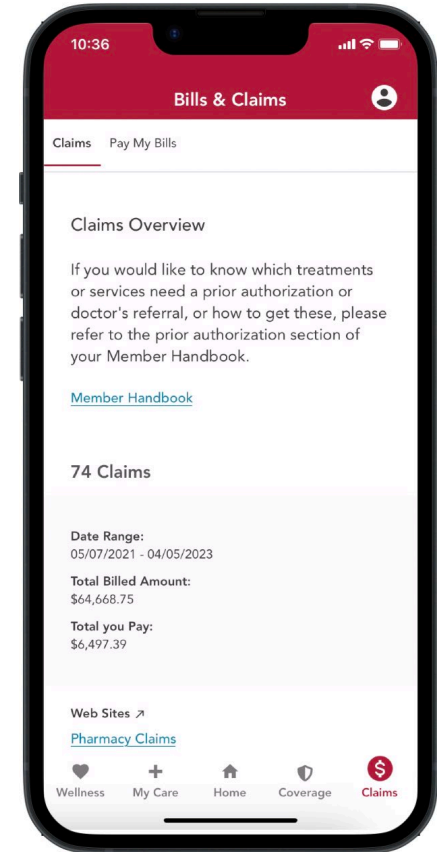 10:36
Bills & Claims
Claims Pay My Bills
Claims Overview
If you would like to know which treatments
or services need a prior authorization or
doctor's referral, or how to get these, please
refer to the prior authorization section of
your Member Handbook.
Member Handbook
74 Claims
Date Range:
05/07/2021 - 04/05/2023
Total Billed Amount:
$64,668.75
Total you Pay:
$6,497.39
Web Sites ↗
Pharmacy Claims
$
Wellness My Care Home Coverage Claims